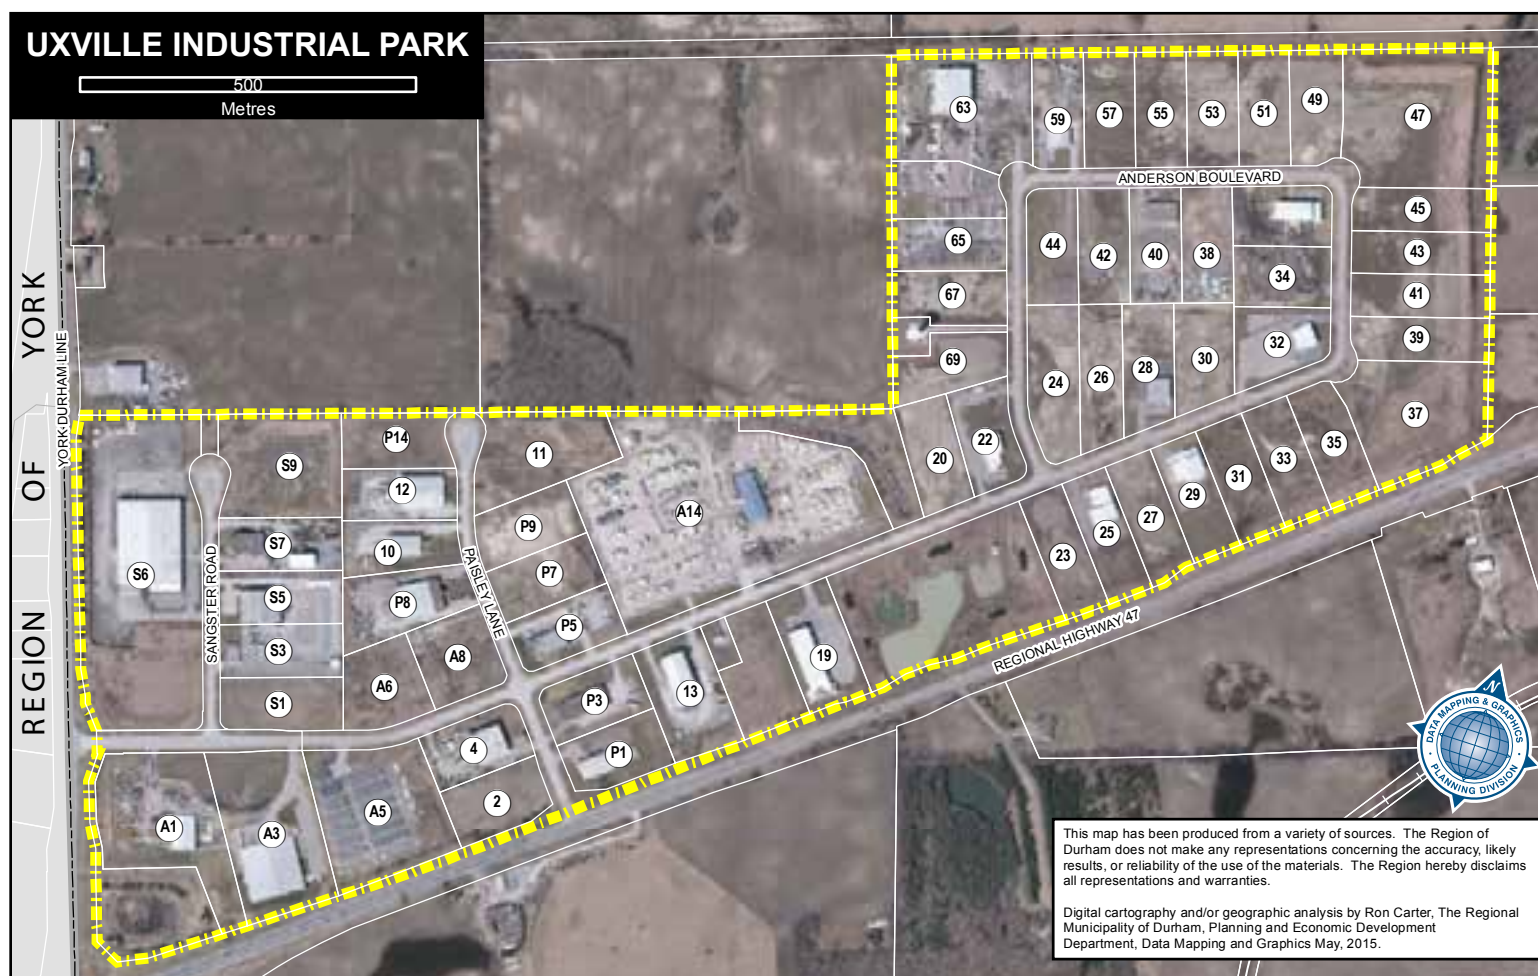 UXVILLE INDUSTRIAL PARK
500
Metres
REGION OF YORK
YORK-DURHAM LINE
63
59
57
55
53
51
49
47
ANDERSON BOULEVARD
65
44
42
40
38
45
34
43
67
41
32
39
69
24
26
28
30
37
P14
11
20
22
35
S9
12
33
A14
31
29
P9
25
27
S7
10
23
S6
SANGSTER ROAD
S5
P8
PAISLEY LANE
P7
P5
S3
A8
A6
S1
P3
13
19
REGIONAL HIGHWAY 47
4
P1
2
A1
A3
A5
N
DATA MAPPING & GRAPHICS
PLANNING DIVISION
This map has been produced from a variety of sources. The Region of
Durham does not make any representations concerning the accuracy, likely
results, or reliability of the use of the materials. The Region hereby disclaims
all representations and warranties.
Digital cartography and/or geographic analysis by Ron Carter, The Regional
Municipality of Durham, Planning and Economic Development
Department, Data Mapping and Graphics May, 2015.